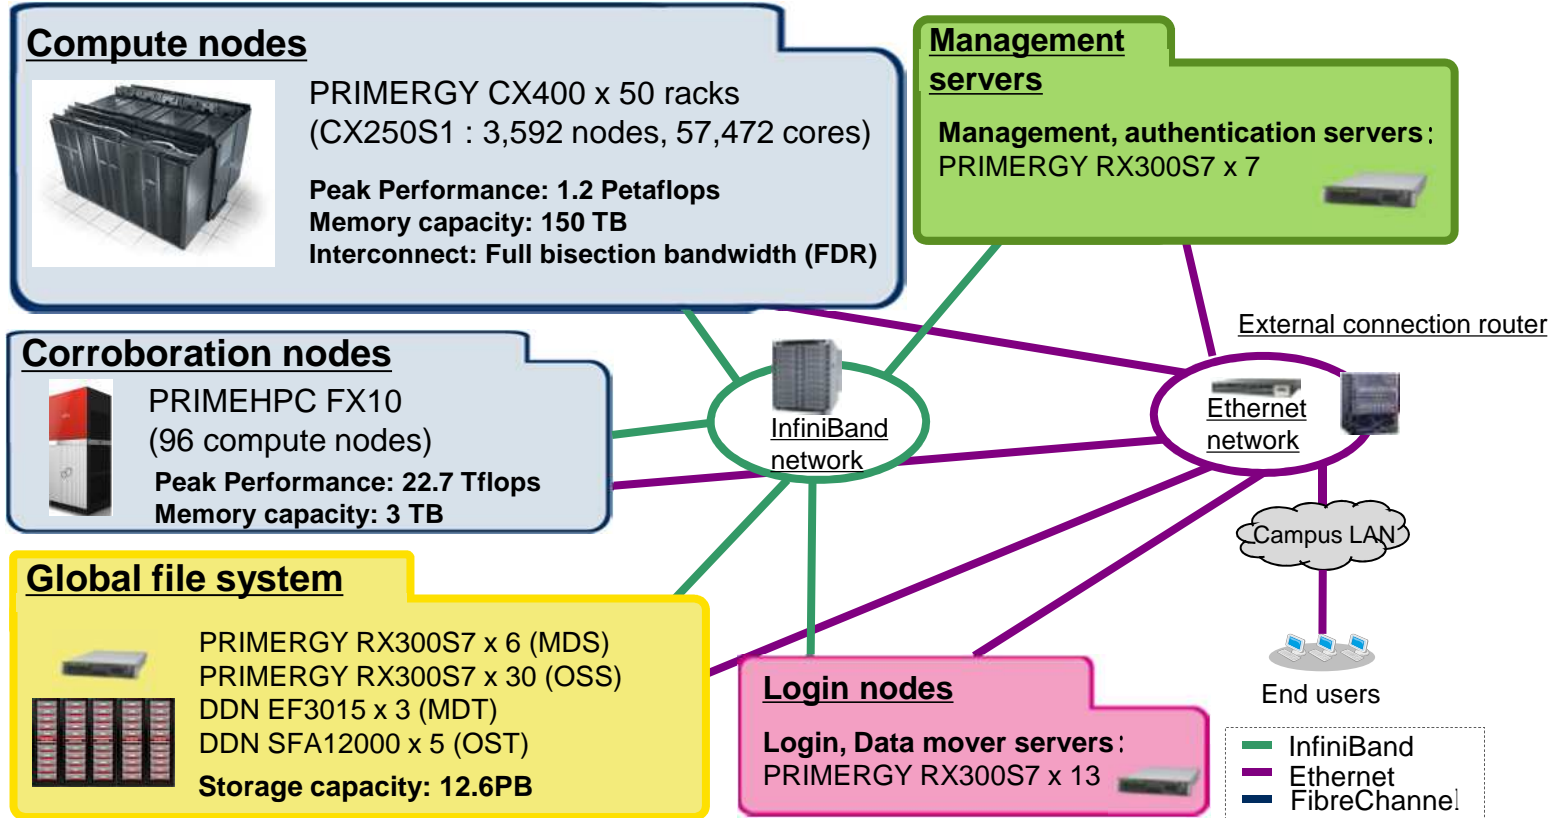 Compute nodes
PRIMERGY CX400 x 50 racks
(CX250S1 : 3,592 nodes, 57,472 cores)
Peak Performance: 1.2 Petaflops
Memory capacity: 150 TB
Interconnect: Full bisection bandwidth (FDR)
Management
servers
Management, authentication servers:
PRIMERGY RX300S7 x 7
External connection router
Corroboration nodes
PRIMEHPC FX10
(96 compute nodes)
Peak Performance: 22.7 Tflops
Memory capacity: 3 TB
InfiniBand
network
Ethernet
network
Campus LAN
End users
Global file system
PRIMERGY RX300S7 x 6 (MDS)
PRIMERGY RX300S7 x 30 (OSS)
DDN EF3015 x 3 (MDT)
DDN SFA12000 x 5 (OST)
Storage capacity: 12.6PB
Login nodes
Login, Data mover servers:
PRIMERGY RX300S7 x 13
InfiniBand
Ethernet
FibreChannel